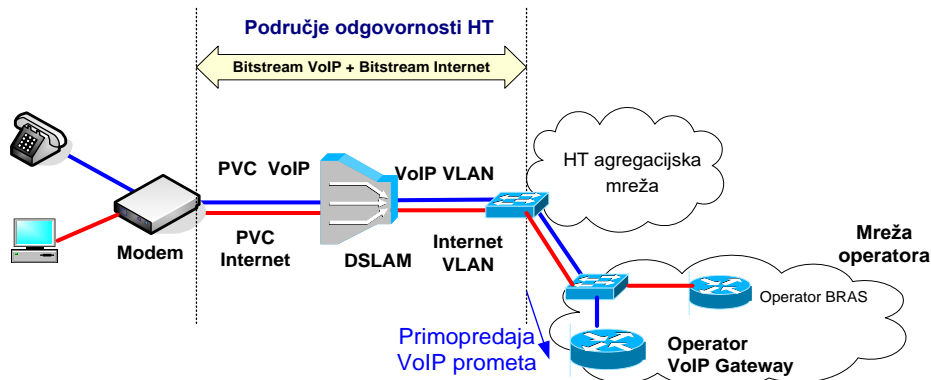 Područje odgovornosti HT
Bitstream VoIP + Bitstream Internet
HT agregacijska
mreža
PVC VoIP
VoIP VLAN
Modem
PVC
Internet
DSLAM
Internet
VLAN
Mreža
operatora
Operator BRAS
Primopredaja
VoIP prometa
Operator
VoIP Gateway